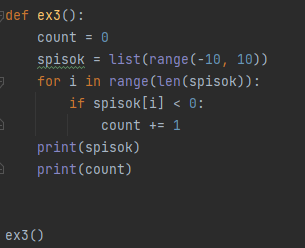 def ex3():
    count = 0
    spisok = list(range(-10, 10))
    for i in range(len(spisok)):
        if spisok[i] < 0:
            count += 1
    print(spisok)
    print(count)
ex3()